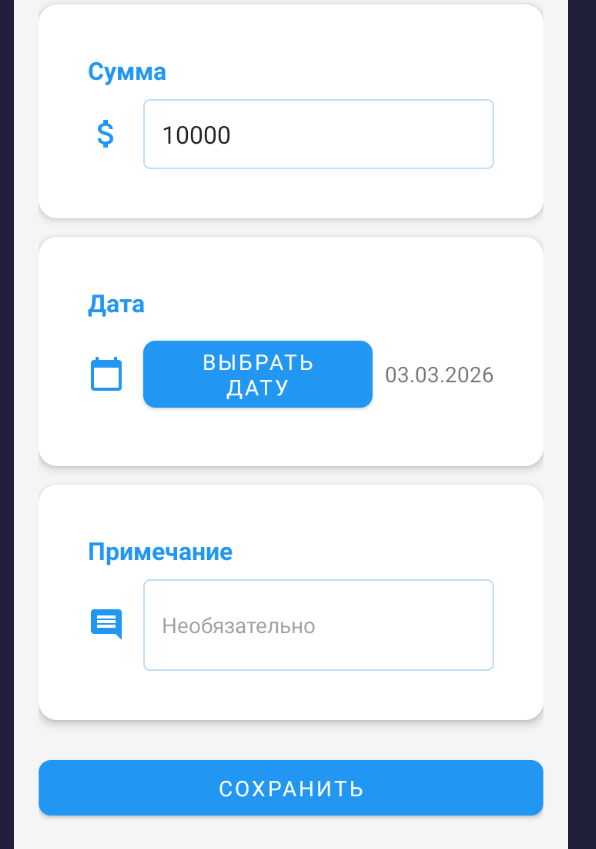 Сумма
$ 10000
Дата
ВЫБРАТЬ
ДАТУ
03.03.2026
Примечание
Необязательно
СОХРАНИТЬ